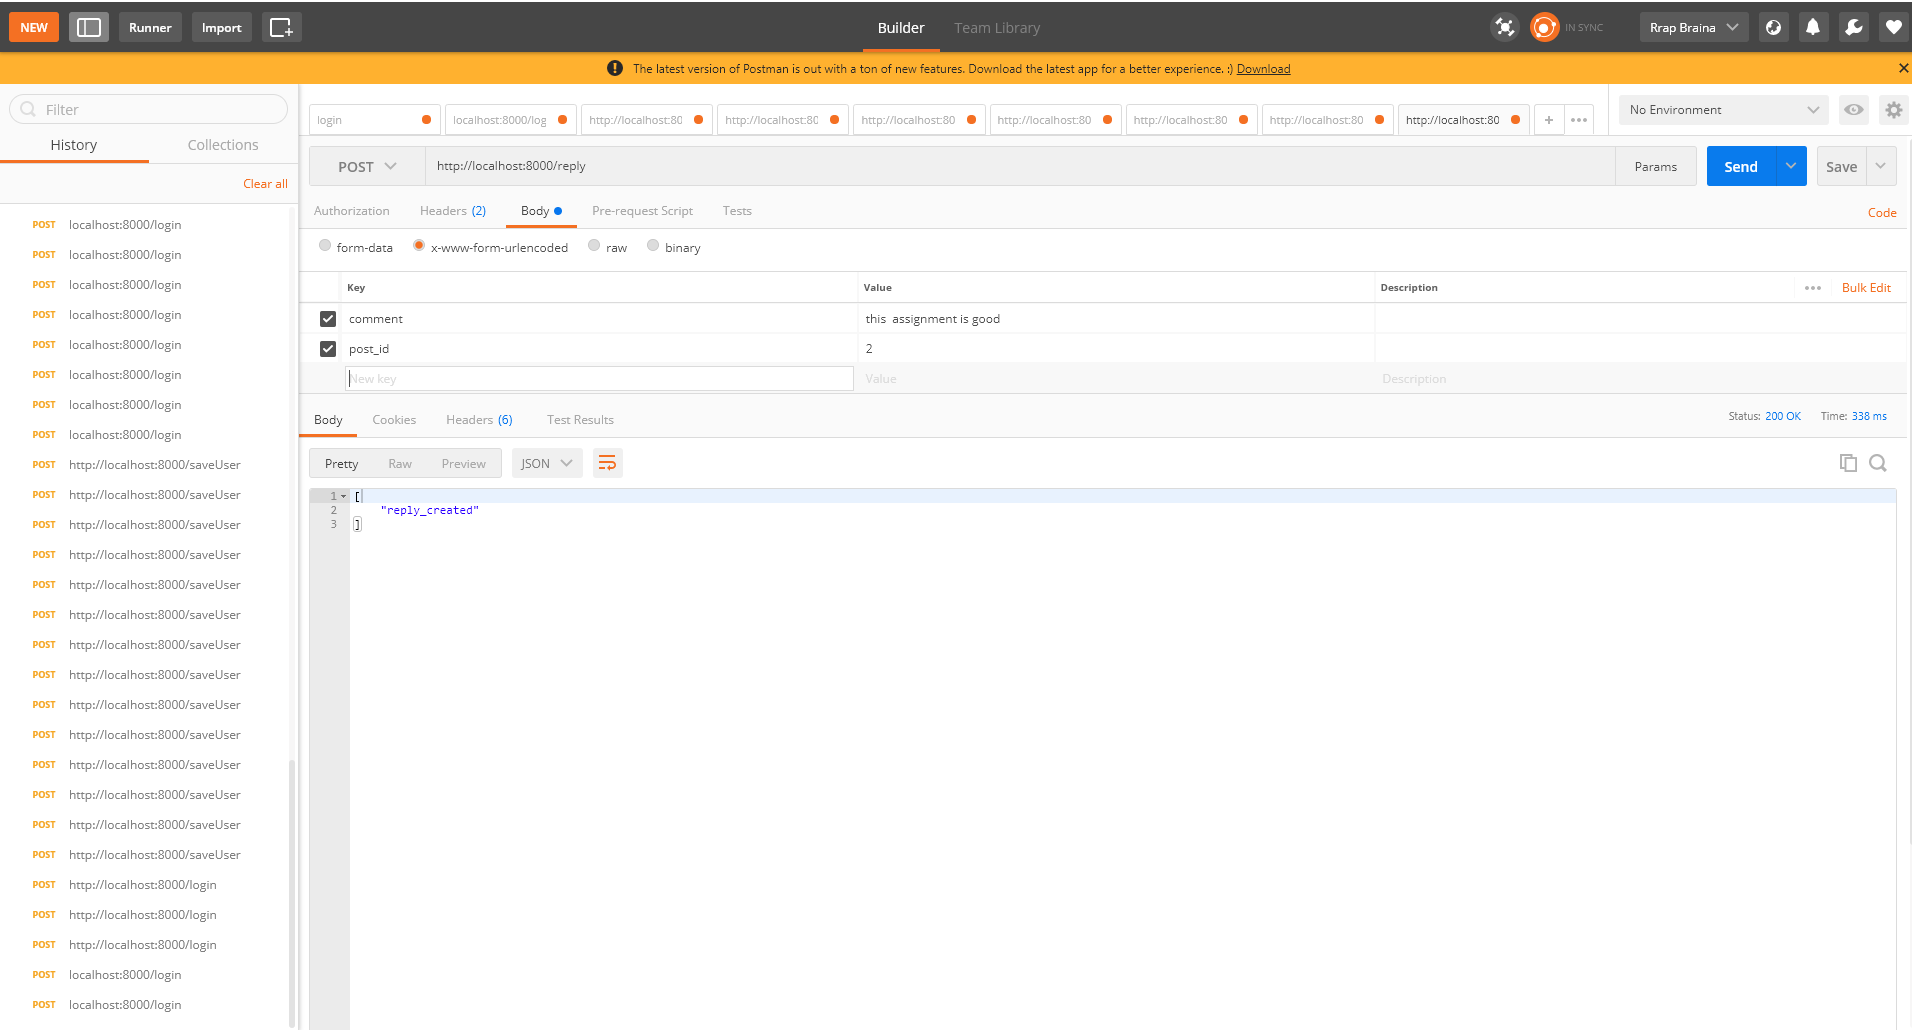 NEW Runner Import Builder Team Library IN SYNC Rrap Braina
The latest version of Postman is out with a ton of new features. Download the latest app for a better experience. :) Download
Filter
History Collections
Clear all
POST localhost:8000/login
POST localhost:8000/login
POST localhost:8000/login
POST localhost:8000/login
POST localhost:8000/login
POST localhost:8000/login
POST localhost:8000/login
POST localhost:8000/login
POST http://localhost:8000/saveUser
POST http://localhost:8000/saveUser
POST http://localhost:8000/saveUser
POST http://localhost:8000/saveUser
POST http://localhost:8000/saveUser
POST http://localhost:8000/saveUser
POST http://localhost:8000/saveUser
POST http://localhost:8000/saveUser
POST http://localhost:8000/saveUser
POST http://localhost:8000/saveUser
POST http://localhost:8000/saveUser
POST http://localhost:8000/saveUser
POST http://localhost:8000/saveUser
POST http://localhost:8000/saveUser
POST http://localhost:8000/login
POST http://localhost:8000/login
POST http://localhost:8000/login
POST localhost:8000/login
POST localhost:8000/login
login localhost:8000/log http://localhost:80 http://localhost:80 http://localhost:80 http://localhost:80 http://localhost:80 http://localhost:80 http://localhost:80 + ••• No Environment
POST http://localhost:8000/reply Params Send Save
Authorization Headers (2) Body Pre-request Script Tests Code
form-data x-www-form-urlencoded raw binary
Key Value Description ••• Bulk Edit
comment this  assignment is good
post_id 2
New key Value Description
Body Cookies Headers (6) Test Results Status: 200 OK Time: 338 ms
Pretty Raw Preview JSON
1 [
2 "reply_created"
3 ]